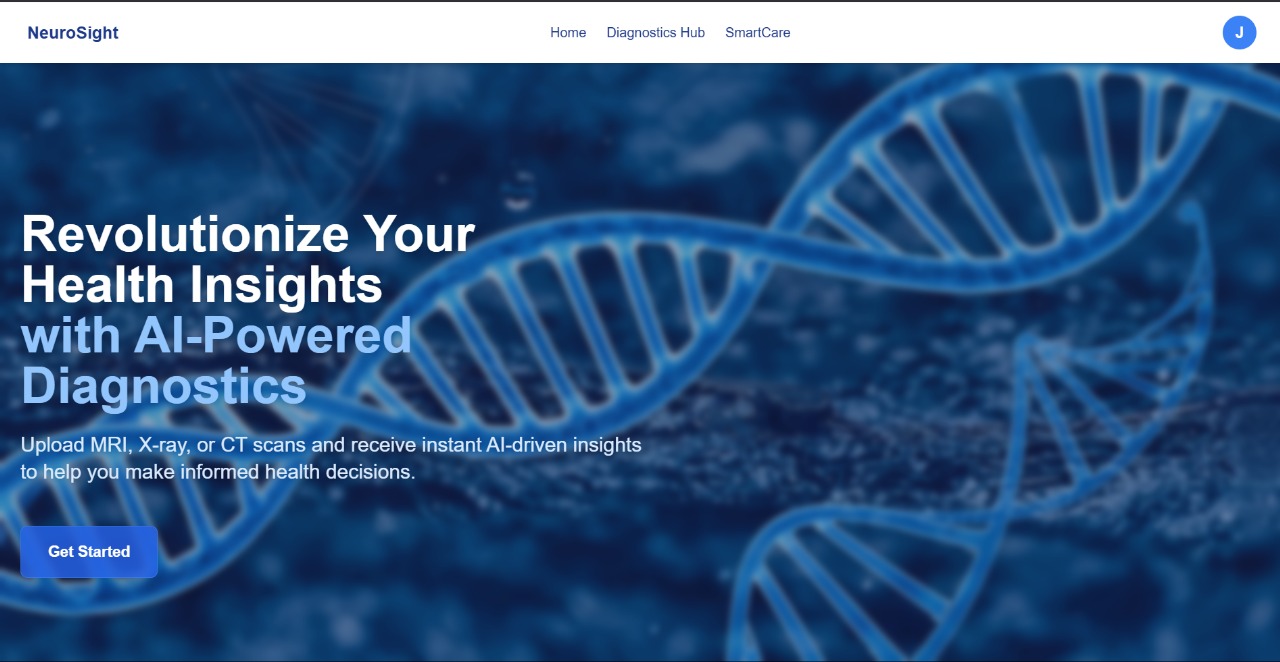 NeuroSight
Home
Diagnostics Hub
SmartCare
J
Revolutionize Your
Health Insights
with AI-Powered
Diagnostics
Upload MRI, X-ray, or CT scans and receive instant AI-driven insights
to help you make informed health decisions.
Get Started